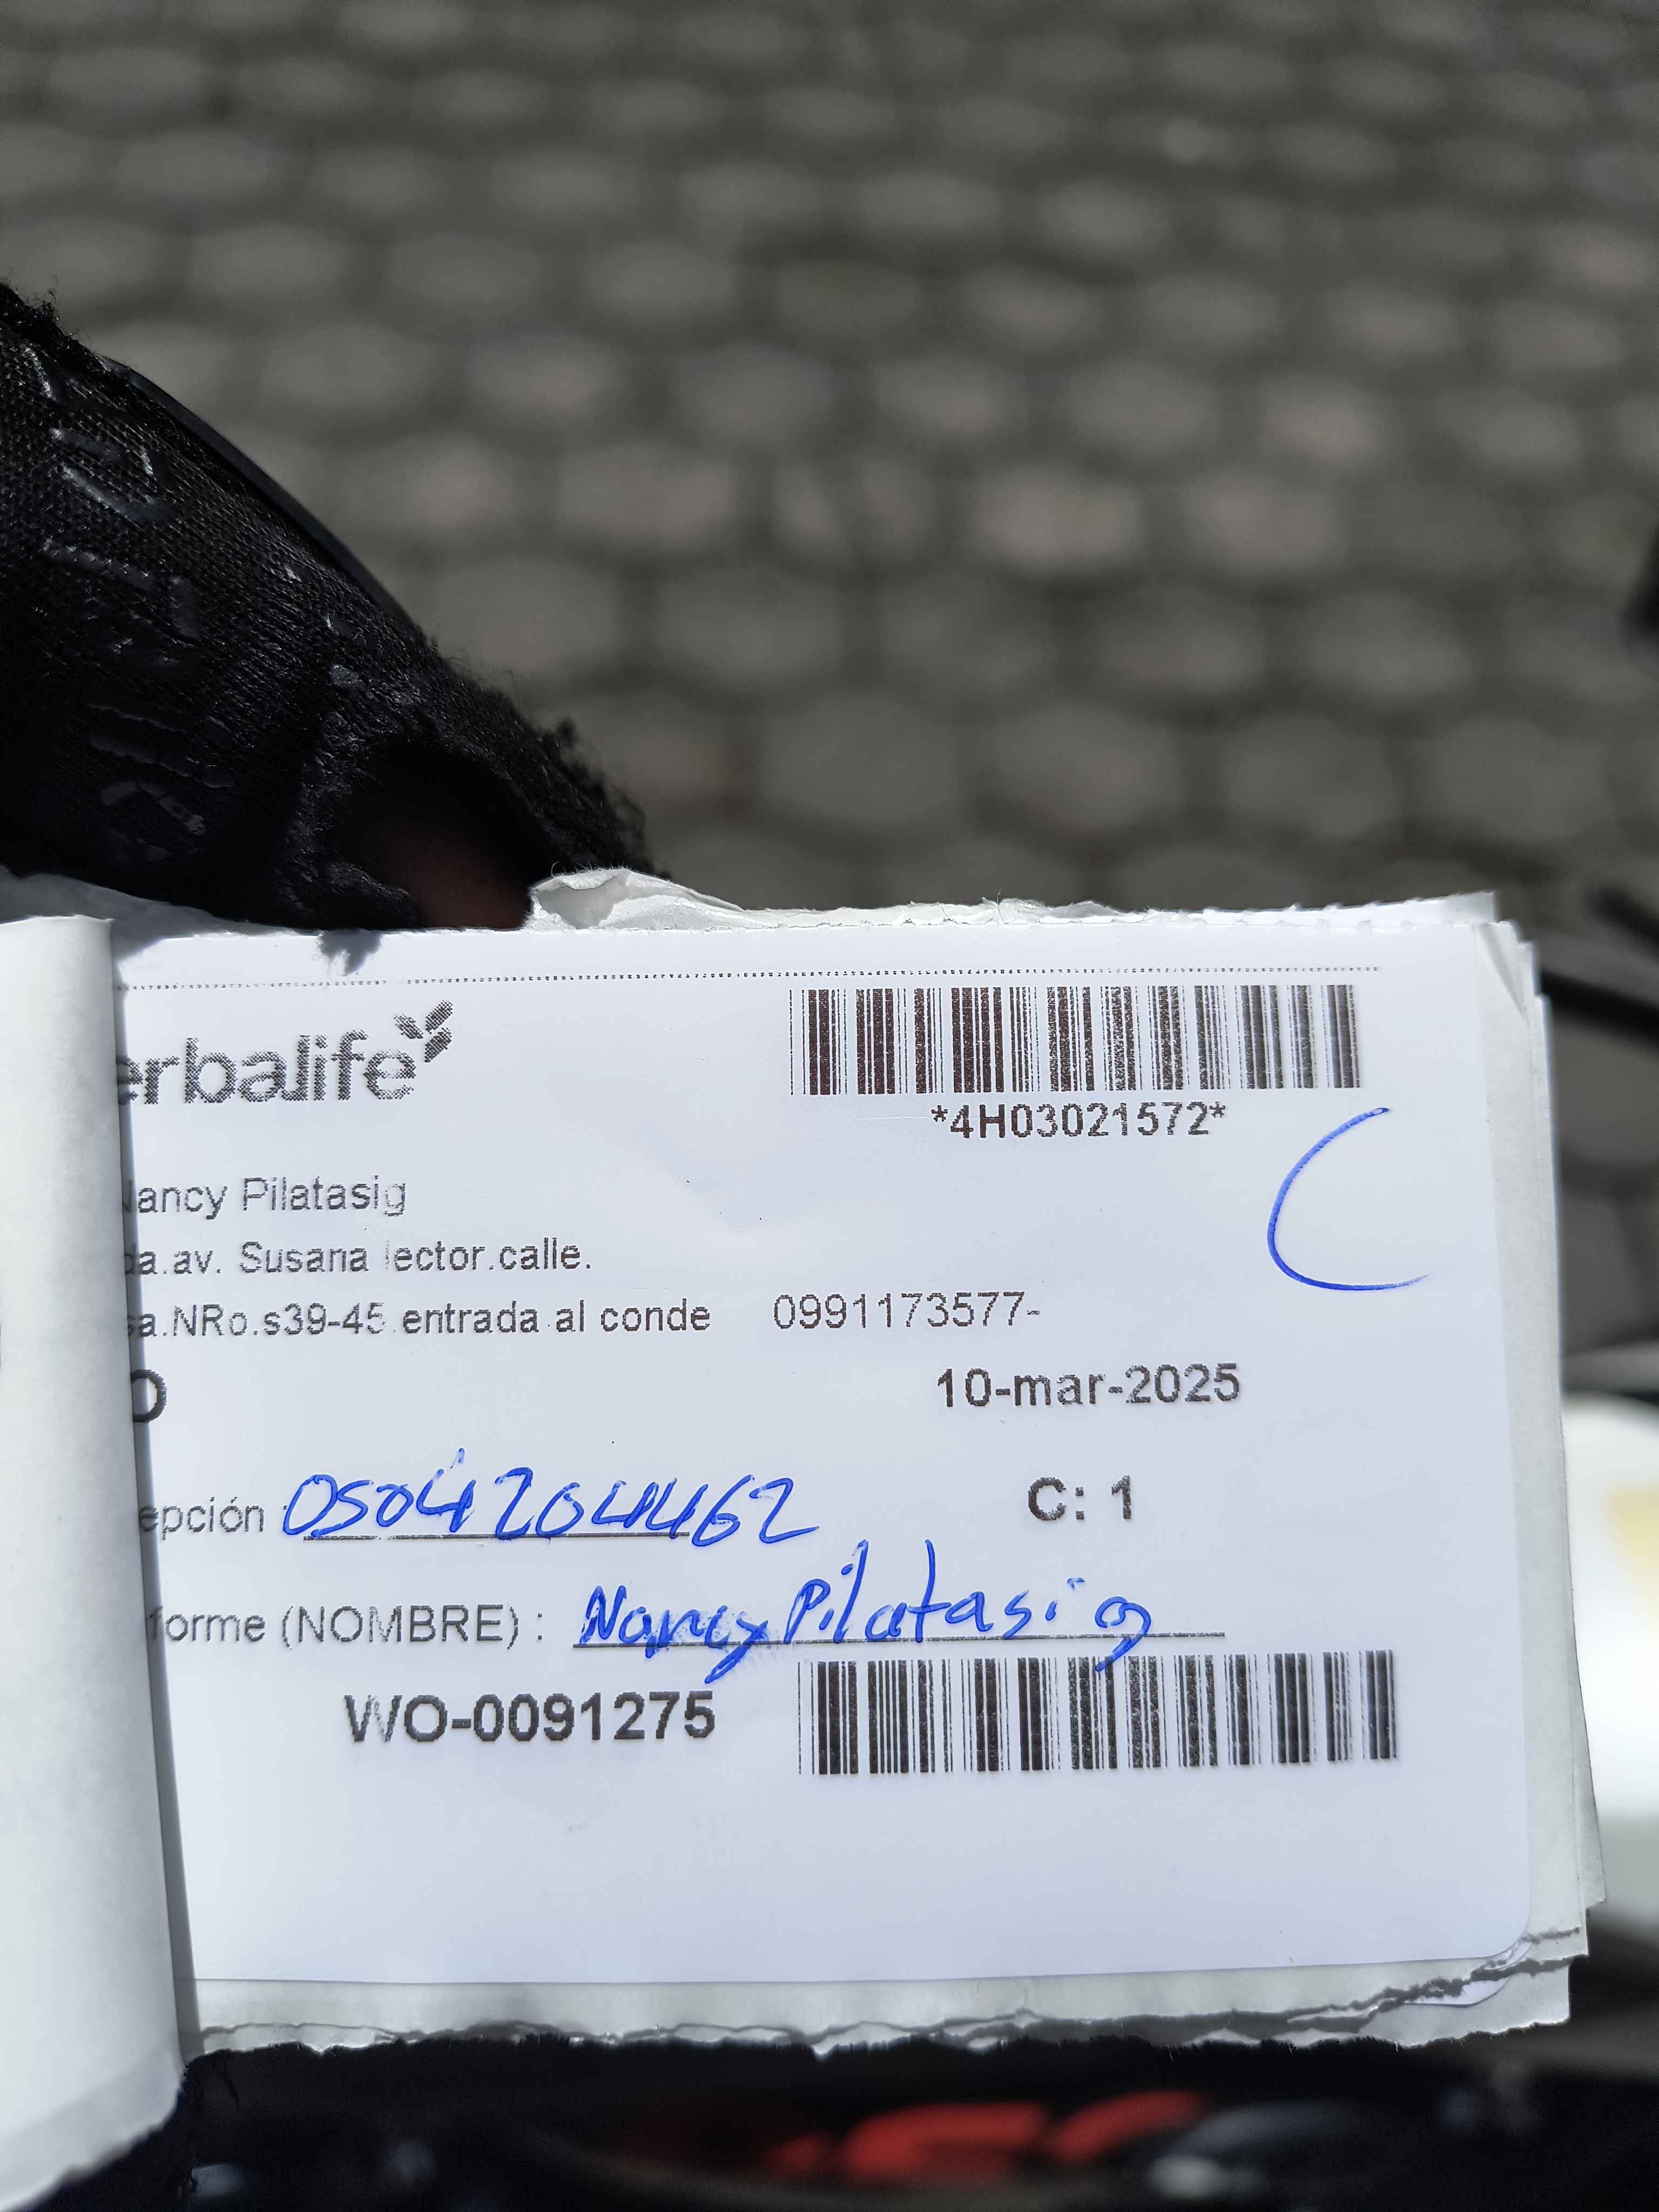 erbalife
*4H03021572*
Nancy Pilatasig
da.av. Susana lector.calle.
sa.NRo.s39-45 entrada al conde 0991173577-
O 10-mar-2025
epción : 0504204462 C: 1
forme (NOMBRE) : Nancy Pilatasig
WO-0091275